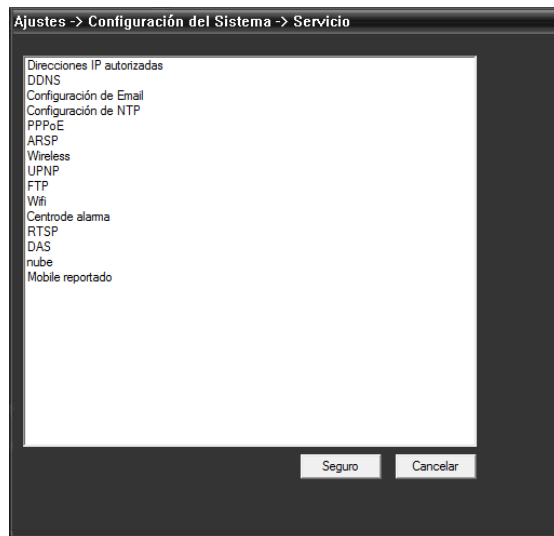 Ajustes -> Configuración del Sistema -> Servicio
Direcciones IP autorizadas
DDNS
Configuración de Email
Configuración de NTP
PPPoE
ARSP
Wireless
UPNP
FTP
Wifi
Centrode alarma
RTSP
DAS
nube
Mobile reportado
Seguro
Cancelar